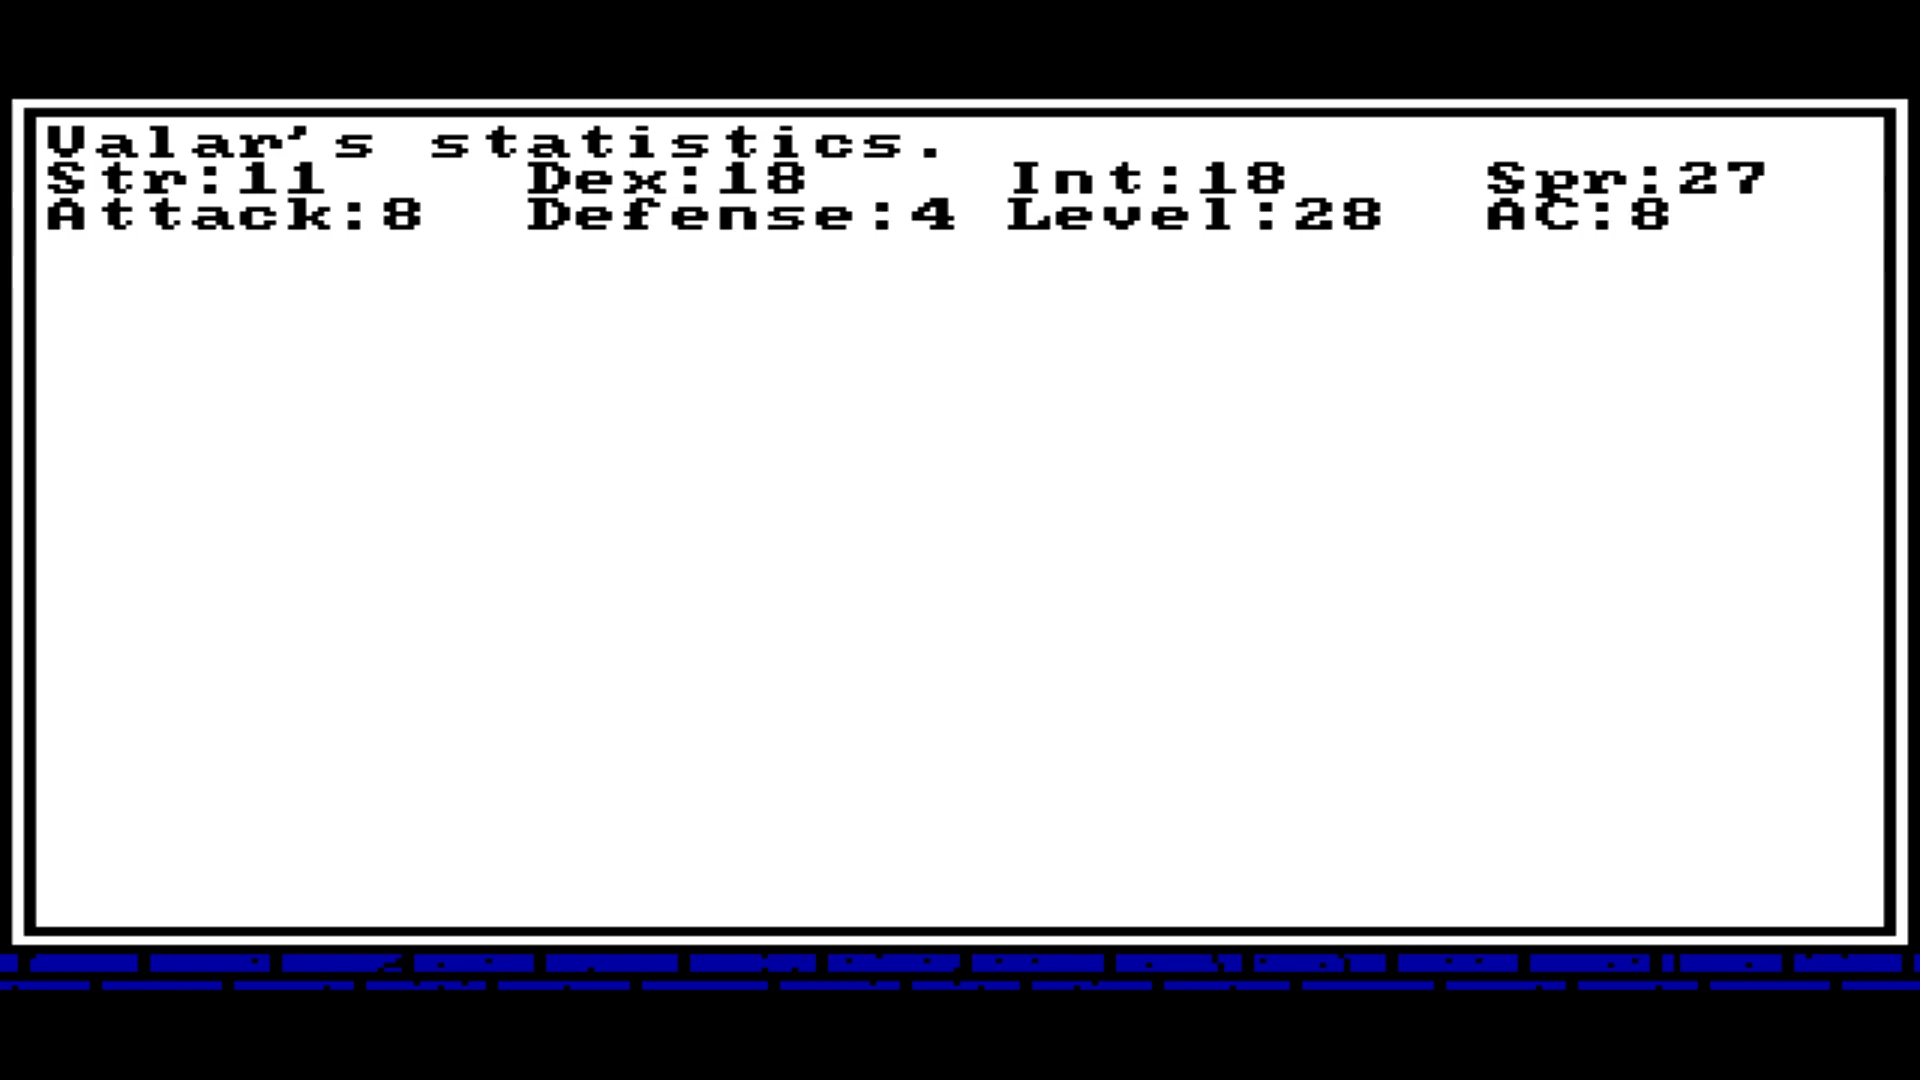 Valar's statistics.
Str:11 Dex:18 Int:18 Spr:27
Attack:8 Defense:4 Level:28 AC:8